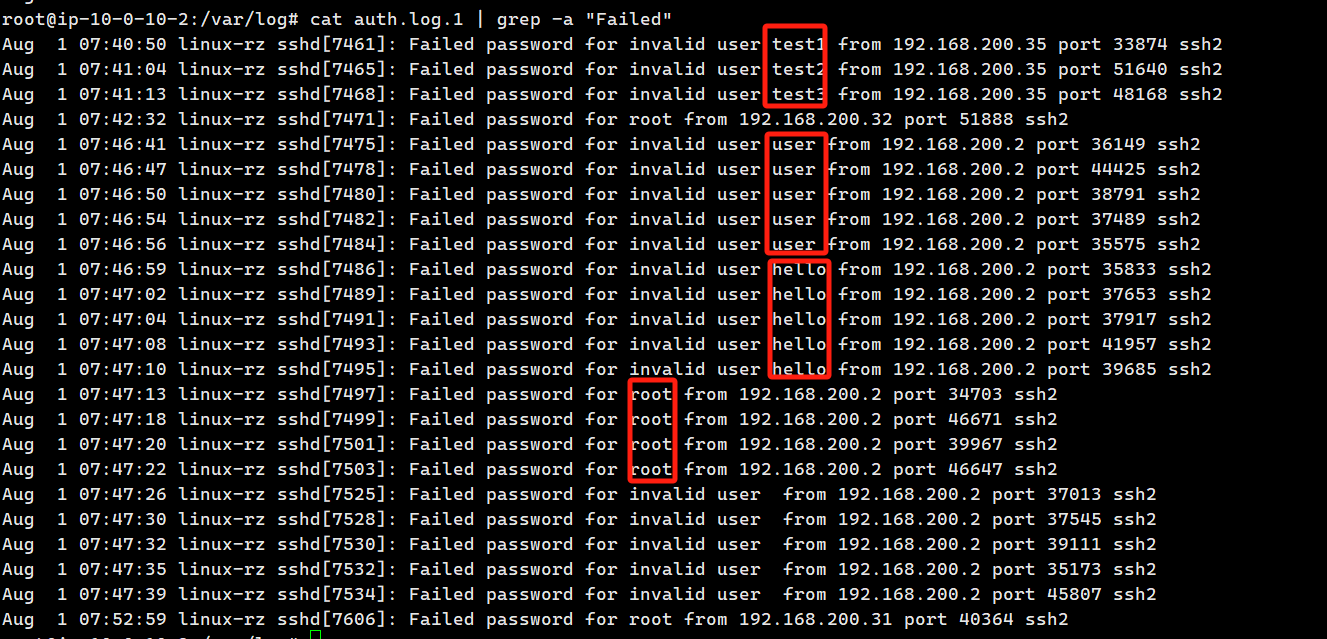 root@ip-10-0-10-2:/var/log# cat auth.log.1 | grep -a "Failed"
Aug  1 07:40:50 linux-rz sshd[7461]: Failed password for invalid user test1 from 192.168.200.35 port 33874 ssh2
Aug  1 07:41:04 linux-rz sshd[7465]: Failed password for invalid user test2 from 192.168.200.35 port 51640 ssh2
Aug  1 07:41:13 linux-rz sshd[7468]: Failed password for invalid user test3 from 192.168.200.35 port 48168 ssh2
Aug  1 07:42:32 linux-rz sshd[7471]: Failed password for root from 192.168.200.32 port 51888 ssh2
Aug  1 07:46:41 linux-rz sshd[7475]: Failed password for invalid user user from 192.168.200.2 port 36149 ssh2
Aug  1 07:46:47 linux-rz sshd[7478]: Failed password for invalid user user from 192.168.200.2 port 44425 ssh2
Aug  1 07:46:50 linux-rz sshd[7480]: Failed password for invalid user user from 192.168.200.2 port 38791 ssh2
Aug  1 07:46:54 linux-rz sshd[7482]: Failed password for invalid user user from 192.168.200.2 port 37489 ssh2
Aug  1 07:46:56 linux-rz sshd[7484]: Failed password for invalid user user from 192.168.200.2 port 35575 ssh2
Aug  1 07:46:59 linux-rz sshd[7486]: Failed password for invalid user hello from 192.168.200.2 port 35833 ssh2
Aug  1 07:47:02 linux-rz sshd[7489]: Failed password for invalid user hello from 192.168.200.2 port 37653 ssh2
Aug  1 07:47:04 linux-rz sshd[7491]: Failed password for invalid user hello from 192.168.200.2 port 37917 ssh2
Aug  1 07:47:08 linux-rz sshd[7493]: Failed password for invalid user hello from 192.168.200.2 port 41957 ssh2
Aug  1 07:47:10 linux-rz sshd[7495]: Failed password for invalid user hello from 192.168.200.2 port 39685 ssh2
Aug  1 07:47:13 linux-rz sshd[7497]: Failed password for root from 192.168.200.2 port 34703 ssh2
Aug  1 07:47:18 linux-rz sshd[7499]: Failed password for root from 192.168.200.2 port 46671 ssh2
Aug  1 07:47:20 linux-rz sshd[7501]: Failed password for root from 192.168.200.2 port 39967 ssh2
Aug  1 07:47:22 linux-rz sshd[7503]: Failed password for root from 192.168.200.2 port 46647 ssh2
Aug  1 07:47:26 linux-rz sshd[7525]: Failed password for invalid user  from 192.168.200.2 port 37013 ssh2
Aug  1 07:47:30 linux-rz sshd[7528]: Failed password for invalid user  from 192.168.200.2 port 37545 ssh2
Aug  1 07:47:32 linux-rz sshd[7530]: Failed password for invalid user  from 192.168.200.2 port 39111 ssh2
Aug  1 07:47:35 linux-rz sshd[7532]: Failed password for invalid user  from 192.168.200.2 port 35173 ssh2
Aug  1 07:47:39 linux-rz sshd[7534]: Failed password for invalid user  from 192.168.200.2 port 45807 ssh2
Aug  1 07:52:59 linux-rz sshd[7606]: Failed password for root from 192.168.200.31 port 40364 ssh2